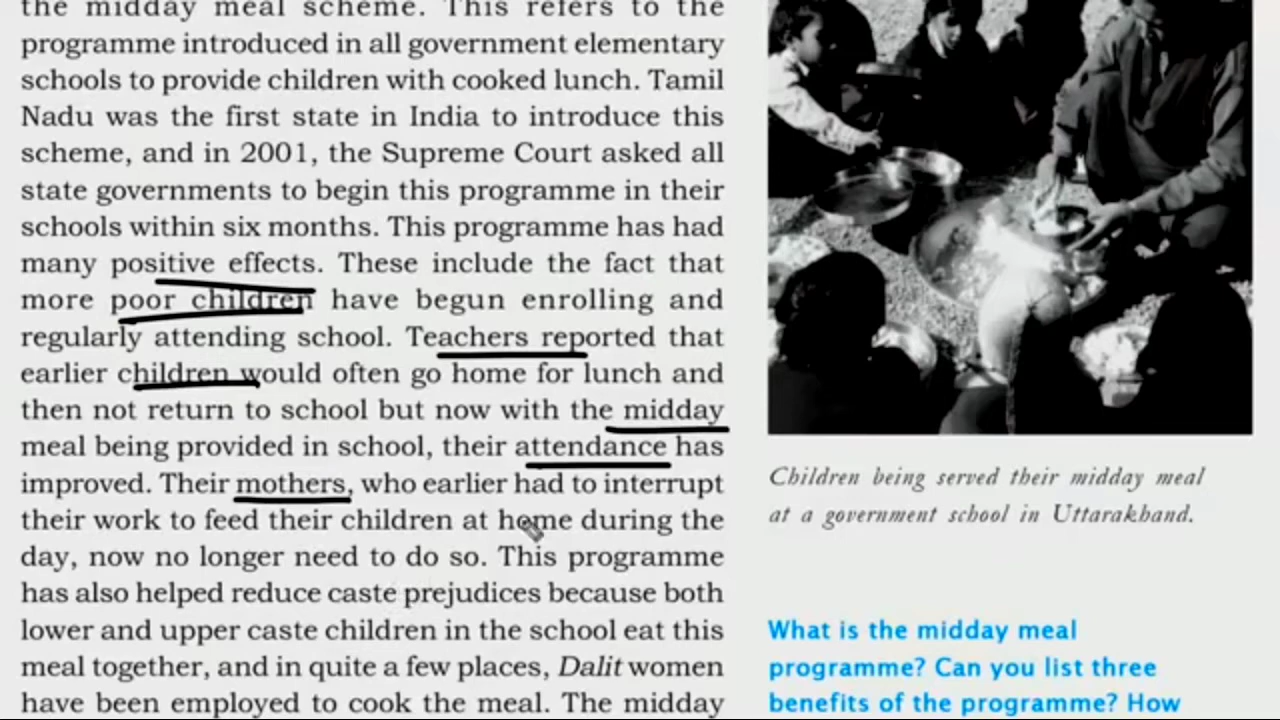 the midday meal scheme. This refers to the
programme introduced in all government elementary
schools to provide children with cooked lunch. Tamil
Nadu was the first state in India to introduce this
scheme, and in 2001, the Supreme Court asked all
state governments to begin this programme in their
schools within six months. This programme has had
many positive effects. These include the fact that
more poor children have begun enrolling and
regularly attending school. Teachers reported that
earlier children would often go home for lunch and
then not return to school but now with the midday
meal being provided in school, their attendance has
improved. Their mothers, who earlier had to interrupt
their work to feed their children at home during the
day, now no longer need to do so. This programme
has also helped reduce caste prejudices because both
lower and upper caste children in the school eat this
meal together, and in quite a few places, Dalit women
have been employed to cook the meal. The midday
Children being served their midday meal
at a government school in Uttarakhand.
What is the midday meal
programme? Can you list three
benefits of the programme? How